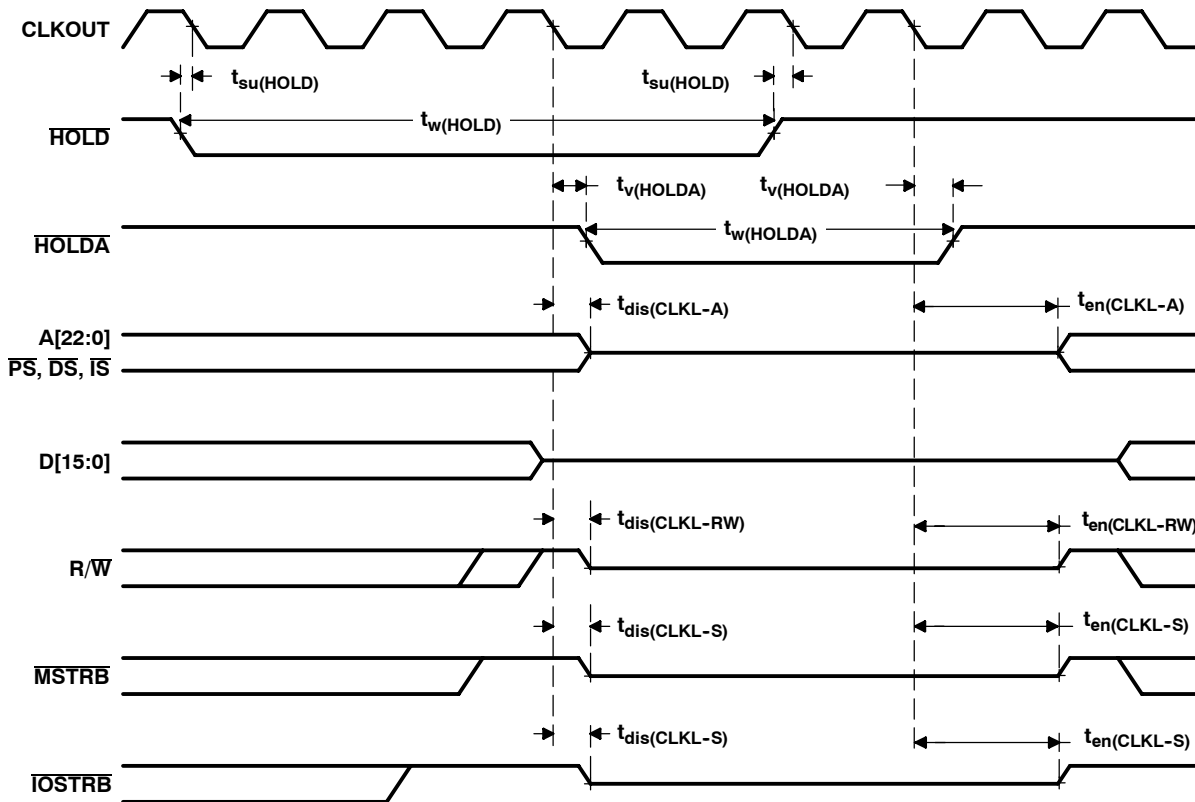 CLKOUT
tsu(HOLD) tsu(HOLD)
tw(HOLD)
HOLD
tv(HOLDA) tv(HOLDA)
tw(HOLDA)
HOLDA
tdis(CLKL-A) ten(CLKL-A)
A[22:0]
PS, DS, IS
D[15:0]
tdis(CLKL-RW) ten(CLKL-RW)
R/W
tdis(CLKL-S) ten(CLKL-S)
MSTRB
tdis(CLKL-S) ten(CLKL-S)
IOSTRB